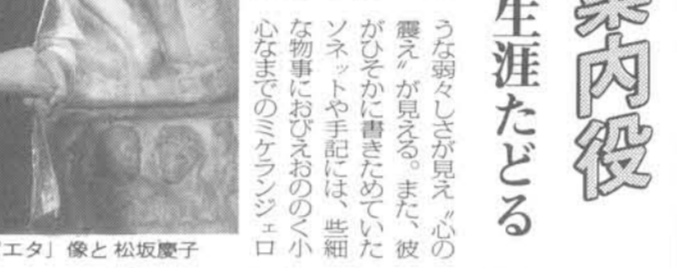 案内役
生涯たどる
うな弱々しさが見え〝心の
震え〟が見える。また、彼
がひそかに書きためていた
ソネットや手記には、些細
な物事におびえおののく小
心なまでのミケランジェロ
エタ」像と松坂慶子